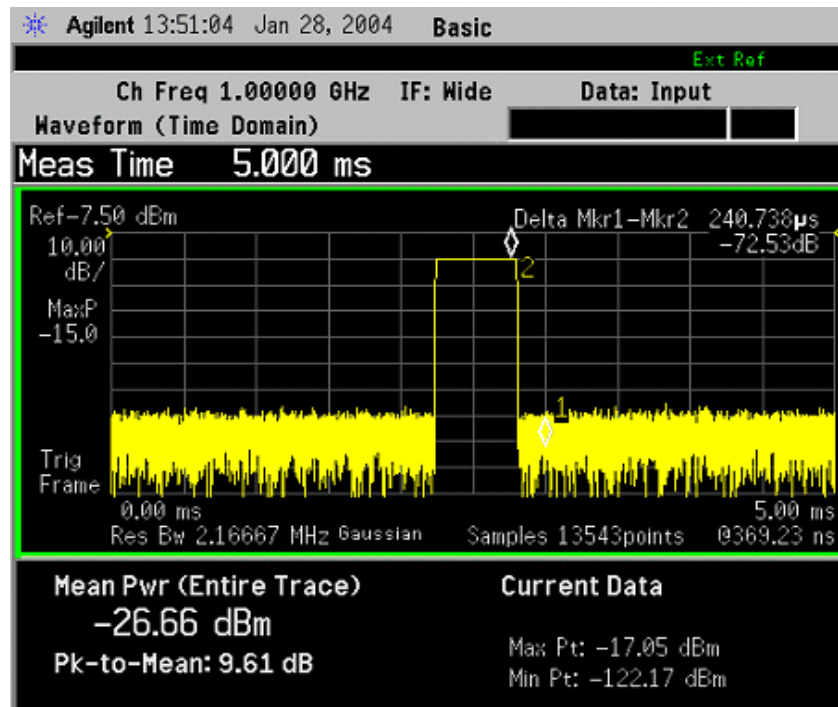 Agilent 13:51:04 Jan 28, 2004 Basic
Ext Ref
Ch Freq 1.00000 GHz IF: Wide Data: Input
Waveform (Time Domain)
Meas Time 5.000 ms
Ref-7.50 dBm Delta Mkr1-Mkr2 240.738μs
10.00 -72.53dB
dB/
2
MaxP
-15.0
1
Trig
Frame
0.00 ms 5.00 ms
Res Bw 2.16667 MHz Gaussian Samples 13543points @369.23 ns
Mean Pwr (Entire Trace) Current Data
-26.66 dBm
Max Pt: -17.05 dBm
Pk-to-Mean: 9.61 dB
Min Pt: -122.17 dBm